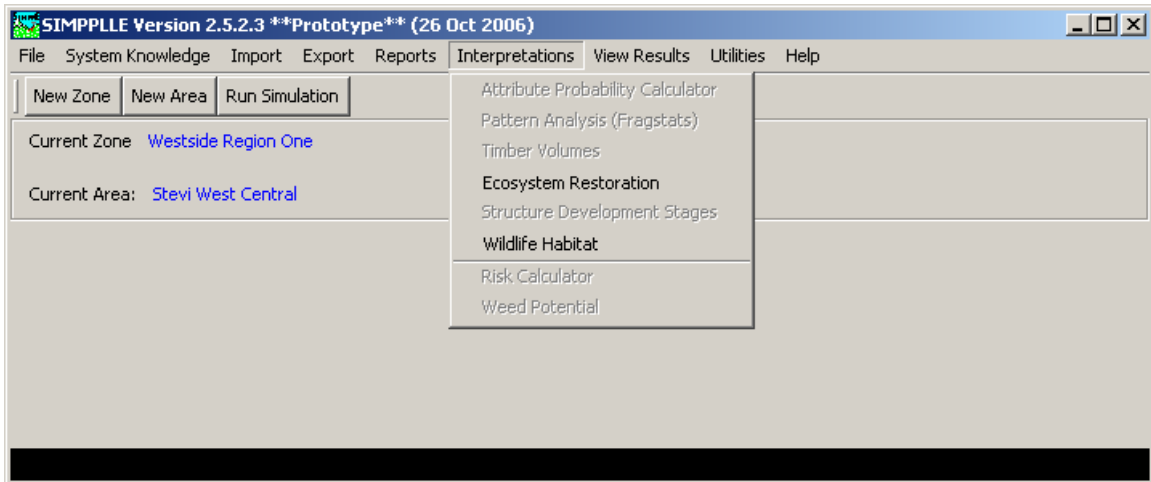 SIMPPLLE Version 2.5.2.3 **Prototype** (26 Oct 2006)
File System Knowledge Import Export Reports Interpretations View Results Utilities Help
New Zone New Area Run Simulation
Current Zone Westside Region One
Current Area: Stevi West Central
Attribute Probability Calculator
Pattern Analysis (Fragstats)
Timber Volumes
Ecosystem Restoration
Structure Development Stages
Wildlife Habitat
Risk Calculator
Weed Potential